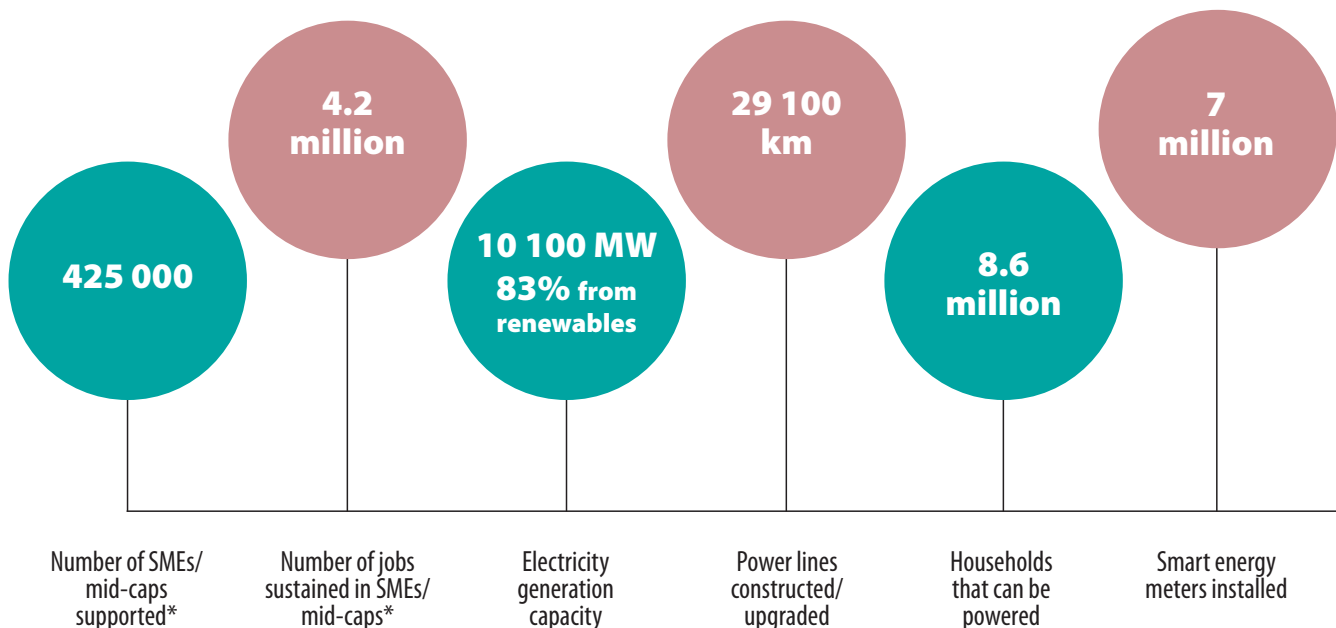 425 000
4.2
million
10 100 MW
83% from
renewables
29 100
km
8.6
million
7
million
Number of SMEs/
mid-caps
supported*
Number of jobs
sustained in SMEs/
mid-caps*
Electricity
generation
capacity
Power lines
constructed/
upgraded
Households
that can be
powered
Smart energy
meters installed